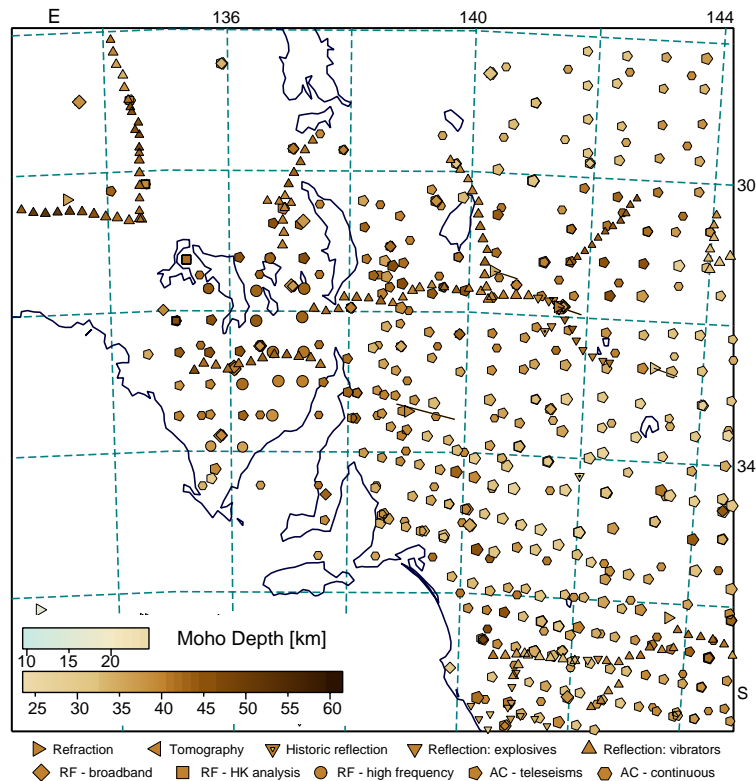 E 136 140 144
30
34
S
Moho Depth [km]
10 15 20
25 30 35 40 45 50 55 60
Refraction Tomography Historic reflection Reflection: explosives Reflection: vibrators
RF - broadband RF - HK analysis RF - high frequency AC - teleseisms AC - continuous